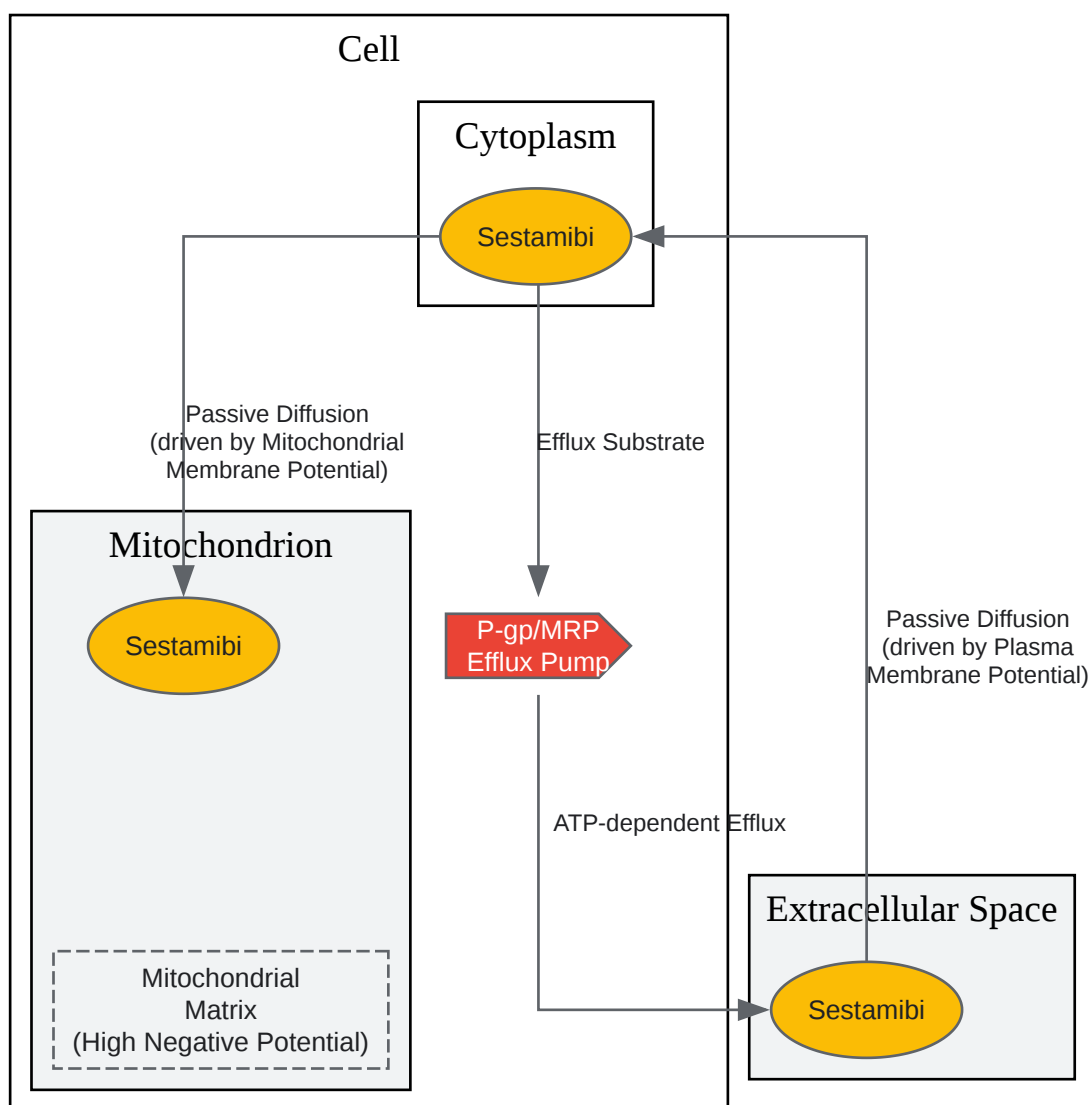 Cell
Cytoplasm
Sestamibi
Passive Diffusion
(driven by Mitochondrial
Membrane Potential)
Efflux Substrate
Mitochondrion
Sestamibi
P-gp/MRP
Efflux Pump
Passive Diffusion
(driven by Plasma
Membrane Potential)
ATP-dependent Efflux
Extracellular Space
Sestamibi
Mitochondrial
Matrix
(High Negative Potential)